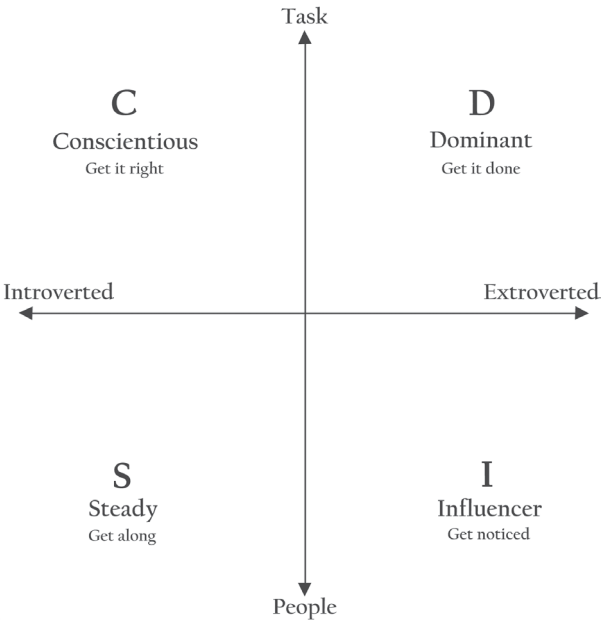 Task
C
Conscientious
Get it right
D
Dominant
Get it done
Introverted
Extroverted
S
Steady
Get along
I
Influencer
Get noticed
People